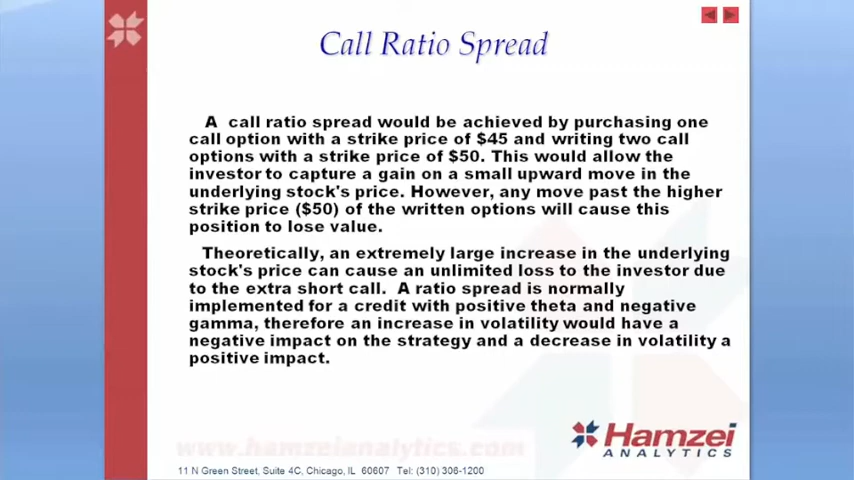 Call Ratio Spread
A call ratio spread would be achieved by purchasing one
call option with a strike price of $45 and writing two call
options with a strike price of $50. This would allow the
investor to capture a gain on a small upward move in the
underlying stock's price. However, any move past the higher
strike price ($50) of the written options will cause this
position to lose value.
Theoretically, an extremely large increase in the underlying
stock's price can cause an unlimited loss to the investor due
to the extra short call. A ratio spread is normally
implemented for a credit with positive theta and negative
gamma, therefore an increase in volatility would have a
negative impact on the strategy and a decrease in volatility a
positive impact.
www.hamzeianalytics.com
Hamzei
ANALYTICS
11 N Green Street, Suite 4C, Chicago, IL 60607 Tel: (310) 306-1200